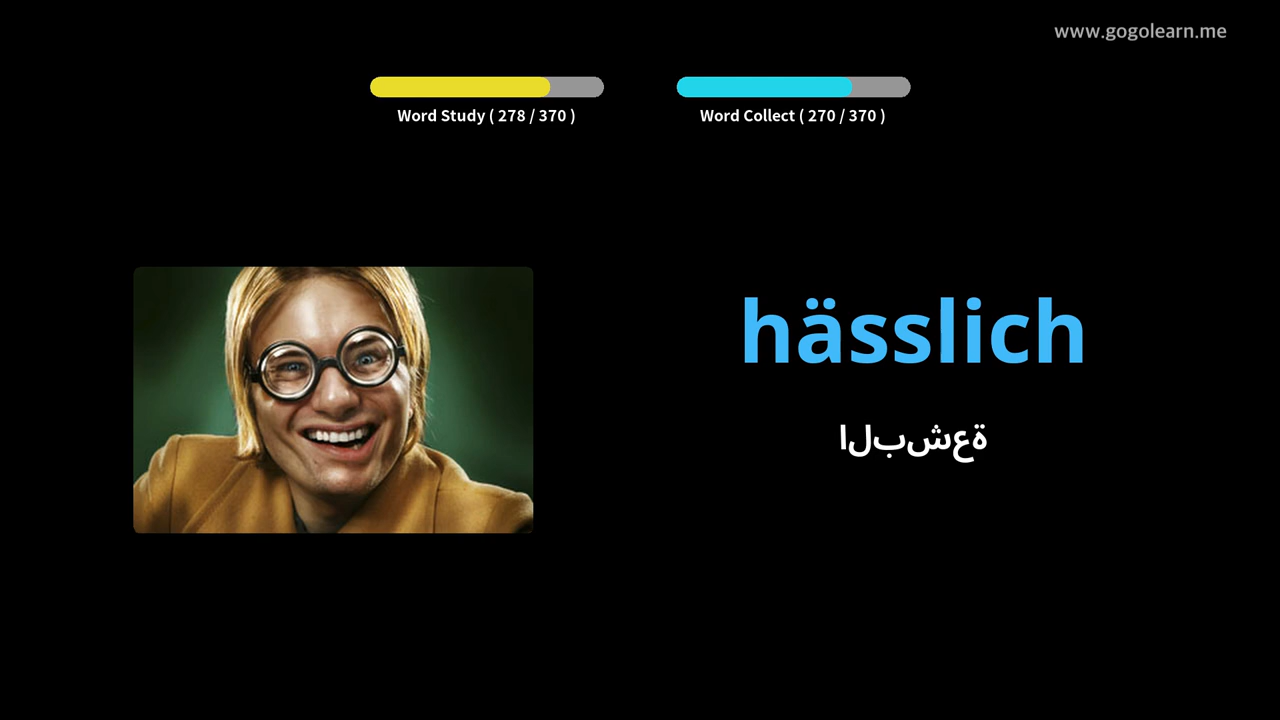 www.gogolearn.me
Word Study ( 278 / 370 )
Word Collect ( 270 / 370 )
hässlich
البشعة